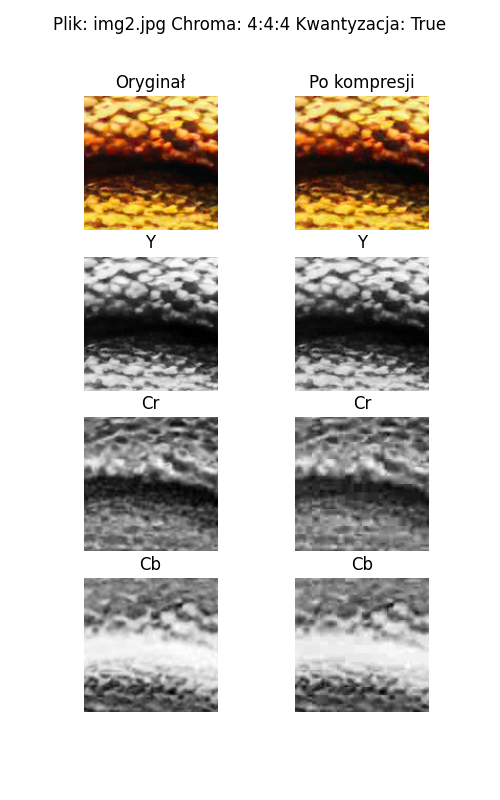 Plik: img2.jpg Chroma: 4:4:4 Kwantyzacja: True
Oryginał Po kompresji
Y Y
Cr Cr
Cb Cb